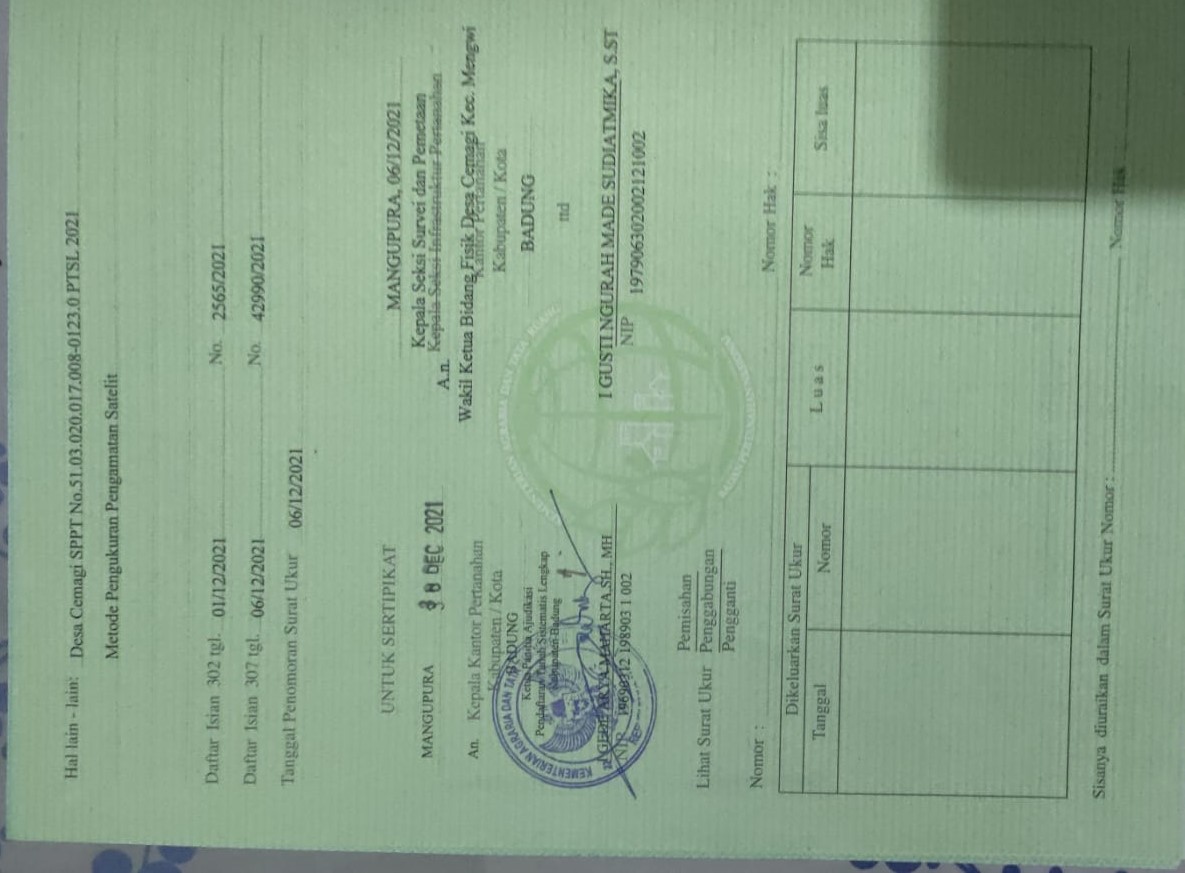 Hal lain - lain: Desa Cemagi SPPT No.51.03.020.017.008-0123.0 PTSL 2021
Metode Pengukuran Pengamatan Satelit
Daftar Isian 302 tgl. 01/12/2021 No. 2565/2021
Daftar Isian 307 tgl. 06/12/2021 No. 42990/2021
Tanggal Penomoran Surat Ukur 06/12/2021
UNTUK SERTIPIKAT
MANGUPURA DEC 2021
An. Kepala Kantor Pertanahan
Kabupaten / Kota
BADUNG
Ketua Panitia Ajudikasi
Pendaftaran Tanah Sistematis Lengkap
Kabupaten Badung
KEMENTERIAN AGRARIA DAN TATA
GEDE ARYA MAHARTA,SH., MH
NIP 19690312 198903 1 002
MANGUPURA, 06/12/2021
Kepala Seksi Survei dan Pemetaan
Kepala Seksi Infrastruktur Pertanahan
A.n.
Wakil Ketua Bidang Fisik Desa Cemagi Kec. Mengwi
Kantor Pertanahan
Kabupaten / Kota
BADUNG
ttd
I GUSTI NGURAH MADE SUDIATMIKA, S.ST
NIP 197906302002121002
Lihat Surat Ukur
Pemisahan
Penggabungan
Pengganti
Nomor : Nomor Hak :
Dikeluarkan Surat Ukur
Tanggal
Nomor
L u a s
Nomor
Hak
Sisa luas
Sisanya diuraikan dalam Surat Ukur Nomor : Nomor Hak :